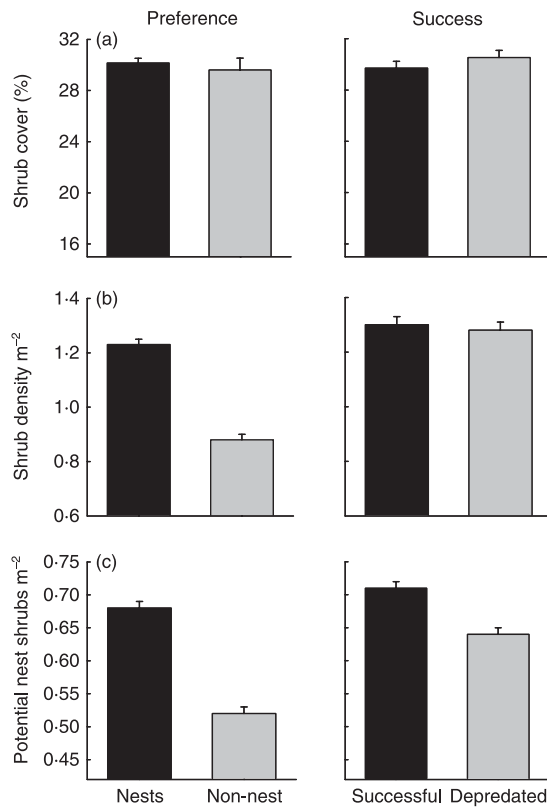 Preference
Success
(a)
Shrub cover (%)
32
28
24
20
16
(b)
Shrub density m⁻²
1·4
1·2
1·0
0·8
0·6
(c)
Potential nest shrubs m⁻²
0·75
0·70
0·65
0·60
0·55
0·50
0·45
Nests
Non-nest
Successful
Depredated